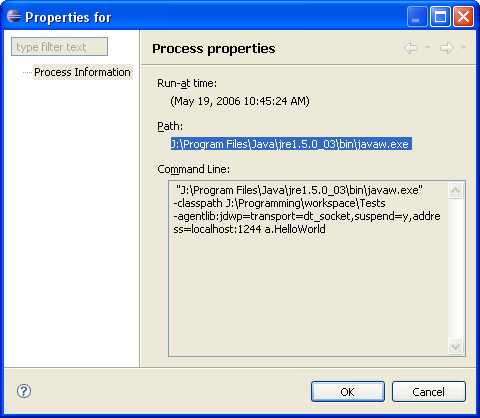 Properties for
type filter text
Process Information
Process properties
Run-at time:
(May 19, 2006 10:45:24 AM)
Path:
J:\Program Files\Java\jre1.5.0_03\bin\javaw.exe
Command Line:
"J:\Program Files\Java\jre1.5.0_03\bin\javaw.exe"
-classpath J:\Programming\workspace\Tests
-agentlib:jdwp=transport=dt_socket,suspend=y,addre
ss=localhost:1244 a.HelloWorld
?
OK
Cancel